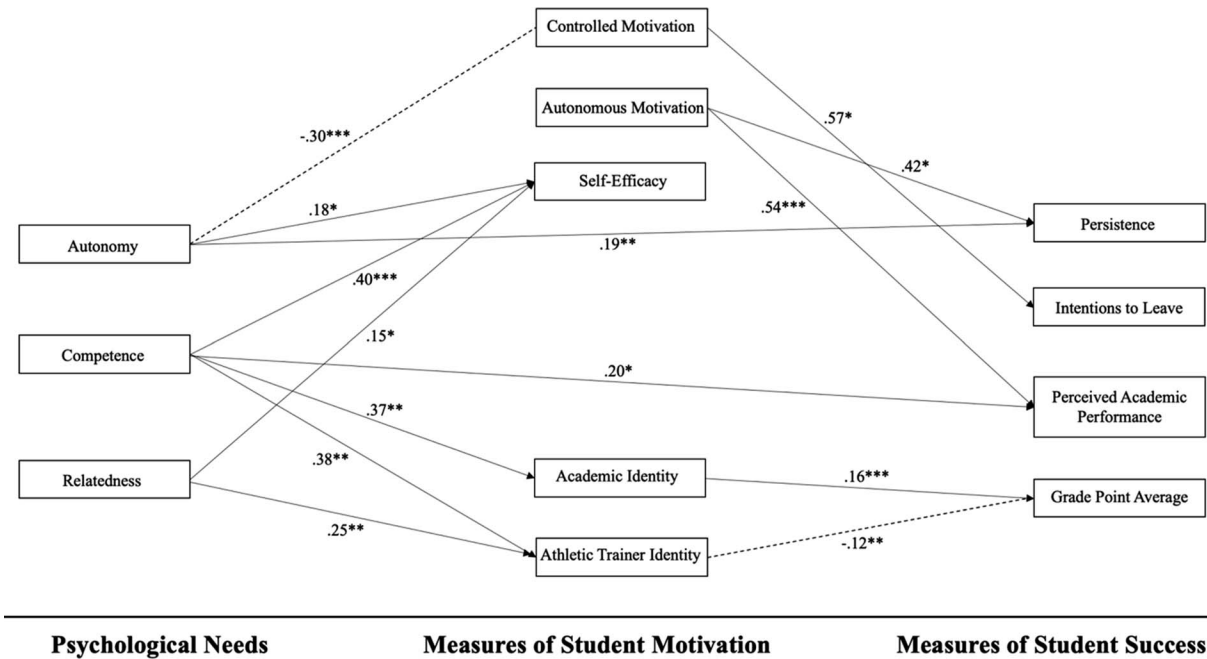 Controlled Motivation
Autonomous Motivation
.57*
-.30***
.42*
Self-Efficacy
.18*
.54***
Persistence
Autonomy
.19**
.40***
Intentions to Leave
.15*
Competence
.20*
Perceived Academic
Performance
.37**
.38**
Relatedness
Academic Identity
.16***
Grade Point Average
.25**
Athletic Trainer Identity
-.12**
Psychological Needs
Measures of Student Motivation
Measures of Student Success